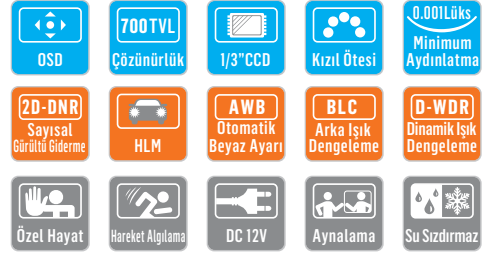 OSD
700TVL
Çözünürlük
1/3"CCD
Kızıl Ötesi
0.001Lüks
Minimum
Aydınlatma
2D-DNR
Sayısal
Gürültü Giderme
HLM
AWB
Otomatik
Beyaz Ayarı
BLC
Arka Işık
Dengeleme
D-WDR
Dinamik Işık
Dengeleme
Özel Hayat
Hareket Algılama
DC 12V
Aynalama
Su Sızdırmaz